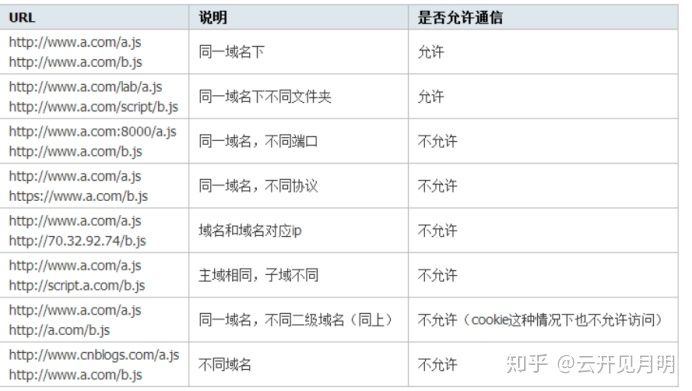 URL 说明 是否允许通信
http://www.a.com/a.js
http://www.a.com/b.js
同一域名下
允许
http://www.a.com/lab/a.js
http://www.a.com/script/b.js
同一域名下不同文件夹
允许
http://www.a.com:8000/a.js
http://www.a.com/b.js
同一域名，不同端口
不允许
http://www.a.com/a.js
https://www.a.com/b.js
同一域名，不同协议
不允许
http://www.a.com/a.js
http://70.32.92.74/b.js
域名和域名对应ip
不允许
http://www.a.com/a.js
http://script.a.com/b.js
主域相同，子域不同
不允许
http://www.a.com/a.js
http://a.com/b.js
同一域名，不同二级域名（同上）
不允许（cookie这种情况下也不允许访问）
http://www.cnblogs.com/a.js
http://www.a.com/b.js
不同域名
不允许
知乎 @云开见月明